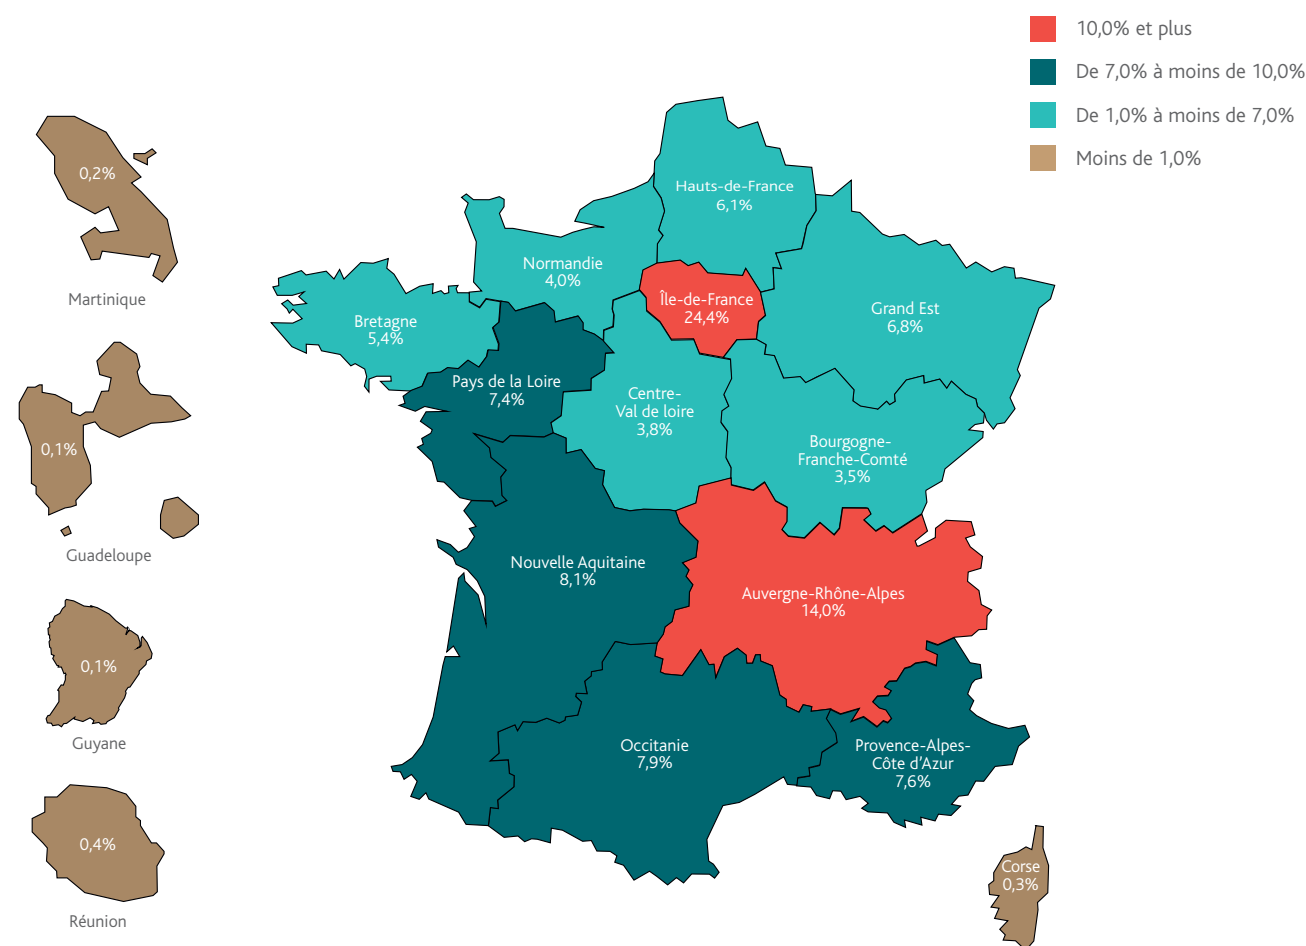 10,0% et plus
De 7,0% à moins de 10,0%
De 1,0% à moins de 7,0%
Moins de 1,0%
0,2%
Martinique
0,1%
Guadeloupe
0,1%
Guyane
0,4%
Réunion
Hauts-de-France
6,1%
Normandie
4,0%
Île-de-France
24,4%
Grand Est
6,8%
Bretagne
5,4%
Pays de la Loire
7,4%
Centre-
Val de loire
3,8%
Bourgogne-
Franche-Comté
3,5%
Nouvelle Aquitaine
8,1%
Auvergne-Rhône-Alpes
14,0%
Occitanie
7,9%
Provence-Alpes-
Côte d'Azur
7,6%
Corse
0,3%